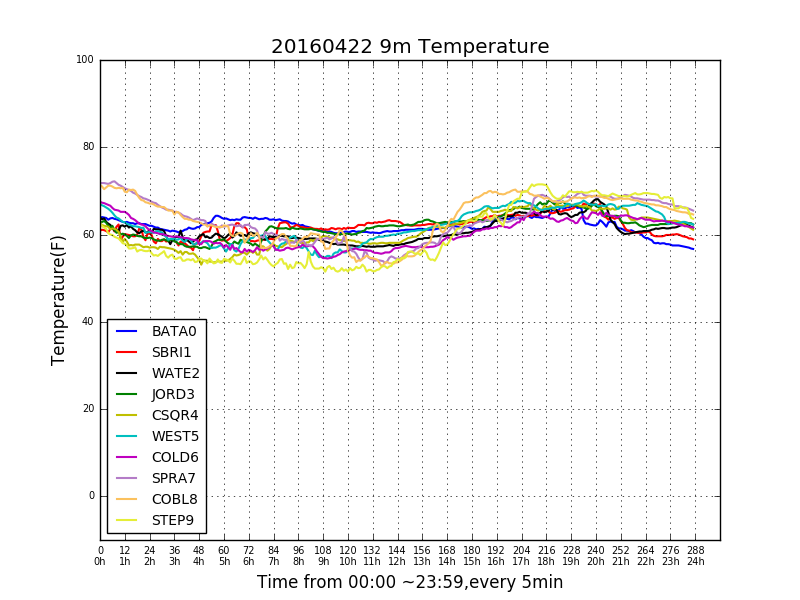 20160422 9m Temperature
100
80
60
40
20
0
Temperature(F)
BATA0
SBRI1
WATE2
JORD3
CSQR4
WEST5
COLD6
SPRA7
COBL8
STEP9
0 12 24 36 48 60 72 84 96 108 120 132 144 156 168 180 192 204 216 228 240 252 264 276 288
0h 1h 2h 3h 4h 5h 6h 7h 8h 9h 10h 11h 12h 13h 14h 15h 16h 17h 18h 19h 20h 21h 22h 23h 24h
Time from 00:00 ~23:59,every 5min